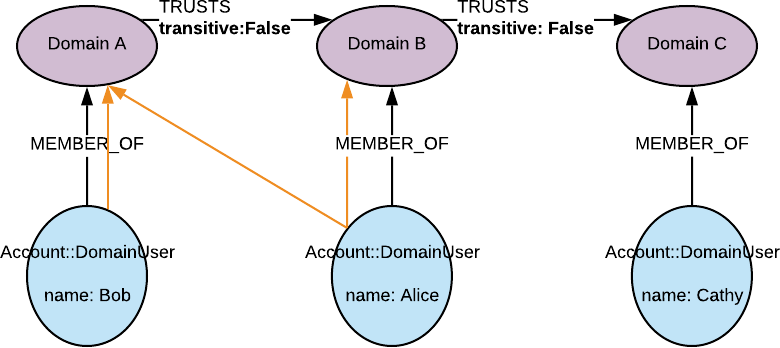 TRUSTS
transitive:False
TRUSTS
transitive: False
Domain A
Domain B
Domain C
MEMBER_OF
MEMBER_OF
MEMBER_OF
Account::DomainUser
name: Bob
Account::DomainUser
name: Alice
Account::DomainUser
name: Cathy